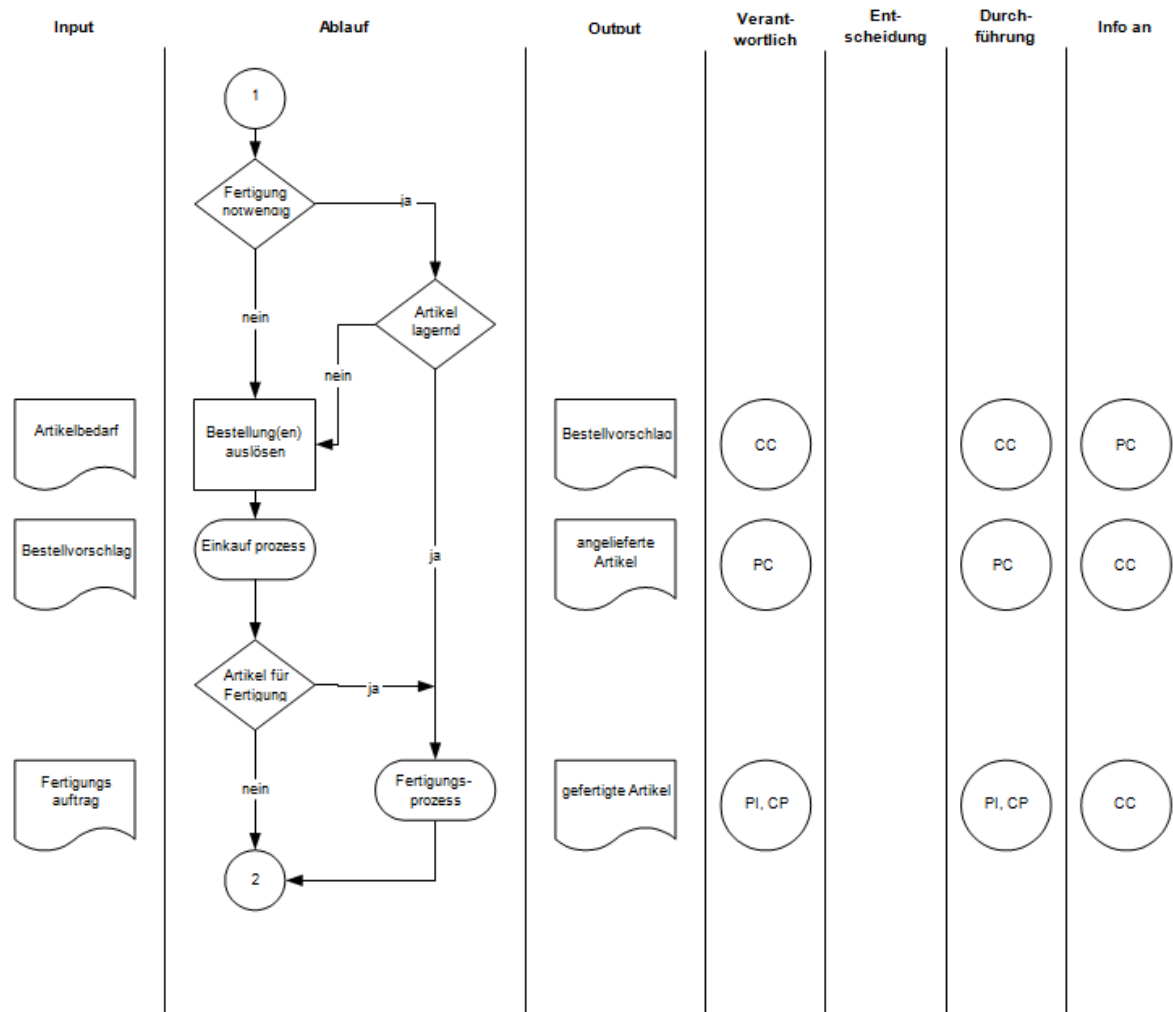 Input
Ablauf
Output
Verant-
wortlich
Ent-
scheidung
Durch-
führung
Info an
1
Fertigung
notwendig
ja
nein
Artikel
lagernd
nein
Artikelbedarf
Bestellung(en)
auslösen
Bestellvorschlag
CC
CC
PC
Bestellvorschlag
Einkauf prozess
ja
angelieferte
Artikel
PC
PC
CC
Artikel für
Fertigung
ja
nein
Fertigungs
auftrag
Fertigungs-
prozess
gefertigte Artikel
PI, CP
PI, CP
CC
2